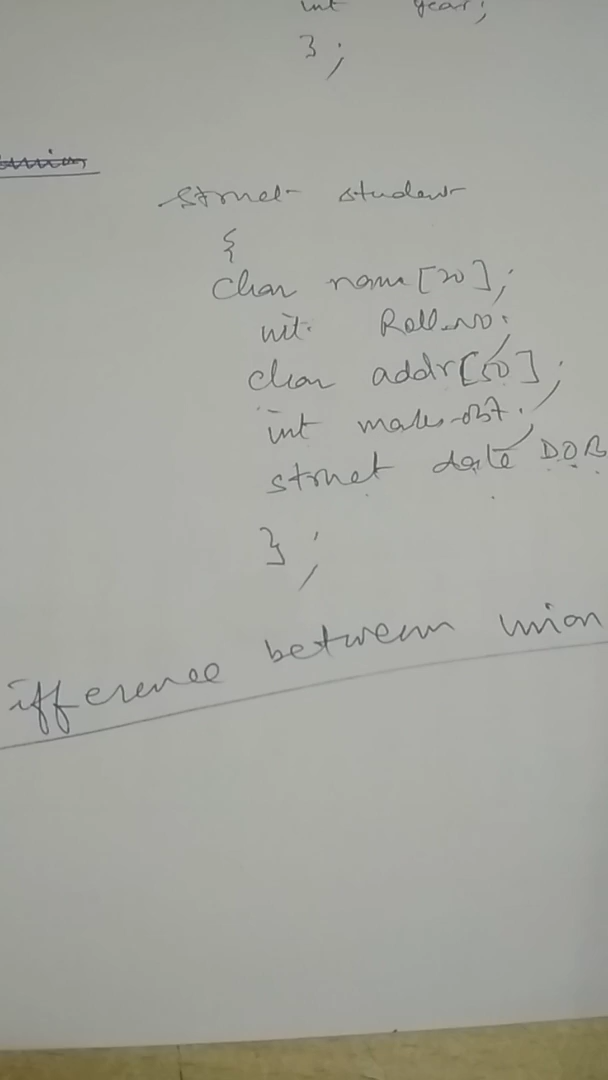 int year;
};
struct student
{
char name[20];
int Roll_no;
char addr[50];
int marks_obt;
struct date D.O.B
};
ifference between union